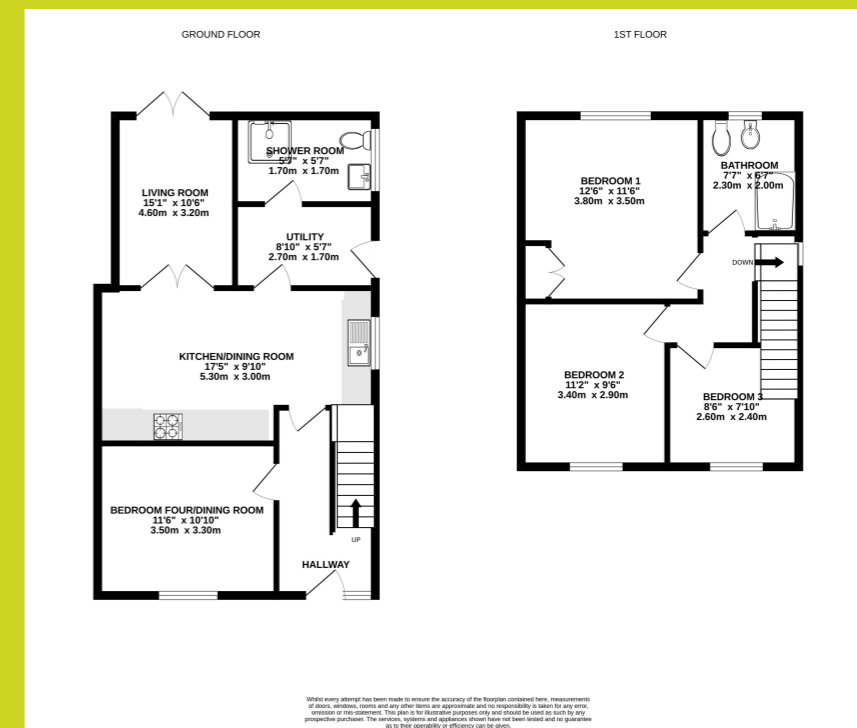 GROUND FLOOR
1ST FLOOR
SHOWER ROOM
5'7" x 5'7"
1.70m x 1.70m
LIVING ROOM
15'1" x 10'6"
4.60m x 3.20m
UTILITY
8'10" x 5'7"
2.70m x 1.70m
KITCHEN/DINING ROOM
17'5" x 9'10"
5.30m x 3.00m
BEDROOM FOUR/DINING ROOM
11'6" x 10'10"
3.50m x 3.30m
UP
HALLWAY
BEDROOM 1
12'6" x 11'6"
3.80m x 3.50m
BATHROOM
7'7" x 6'7"
2.30m x 2.00m
DOWN
BEDROOM 2
11'2" x 9'6"
3.40m x 2.90m
BEDROOM 3
8'6" x 7'10"
2.60m x 2.40m
Whilst every attempt has been made to ensure the accuracy of the floorplan contained here, measurements
of doors, windows, rooms and any other items are approximate and no responsibility is taken for any error,
omission or mis-statement. This plan is for illustrative purposes only and should be used as such by any
prospective purchaser. The services, systems and appliances shown have not been tested and no guarantee
as to their operability or efficiency can be given.